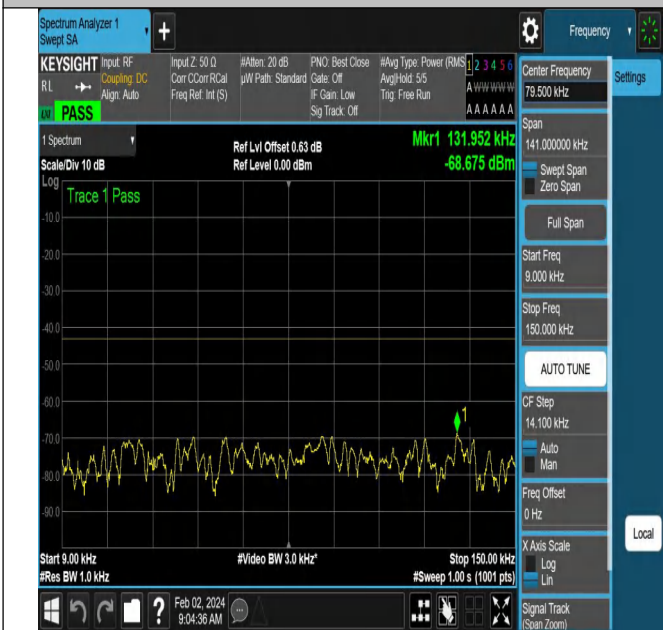 Spectrum Analyzer 1
Swept SA
+
Frequency
KEYSIGHT
RL
PASS
Input: RF
Coupling: DC
Align: Auto
Input Z: 50 Ω
Corr CCorr RCal
Freq Ref: Int (S)
#Atten: 20 dB
µW Path: Standard
PNO: Best Close
Gate: Off
IF Gain: Low
Sig Track: Off
#Avg Type: Power (RMS
Avg|Hold: 5/5
Trig: Free Run
1 2 3 4 5 6
A W W W W W
A A A A A A
1 Spectrum
Scale/Div 10 dB
Ref Lvl Offset 0.63 dB
Ref Level 0.00 dBm
Mkr1 131.952 kHz
-68.675 dBm
Log
Trace 1 Pass
-10.0
-20.0
-30.0
-40.0
-50.0
-60.0
-70.0
-80.0
-90.0
1
Start 9.00 kHz
#Res BW 1.0 kHz
#Video BW 3.0 kHz*
Stop 150.00 kHz
#Sweep 1.00 s (1001 pts)
?
Feb 02, 2024
9:04:36 AM
Center Frequency
79.500 kHz
Span
141.000000 kHz
Swept Span
Zero Span
Full Span
Start Freq
9.000 kHz
Stop Freq
150.000 kHz
AUTO TUNE
CF Step
14.100 kHz
Auto
Man
Freq Offset
0 Hz
X Axis Scale
Log
Lin
Signal Track
(Span Zoom)
Settings
Local